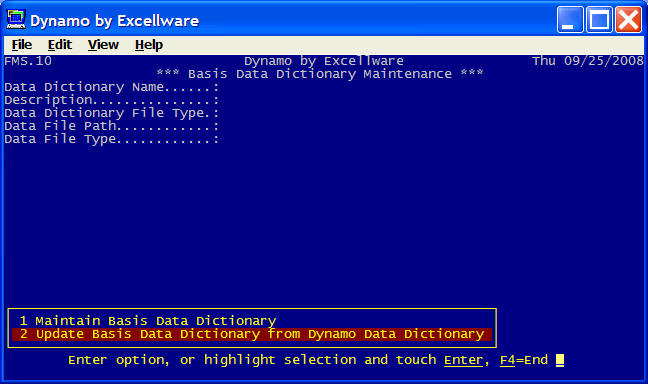 Dynamo by Excellware
File Edit View Help
FMS.10 Dynamo by Excellware Thu 09/25/2008
*** Basis Data Dictionary Maintenance ***
Data Dictionary Name......:
Description...............:
Data Dictionary File Type.:
Data File Path............:
Data File Type............:
1 Maintain Basis Data Dictionary
2 Update Basis Data Dictionary from Dynamo Data Dictionary
Enter option, or highlight selection and touch Enter, F4=End